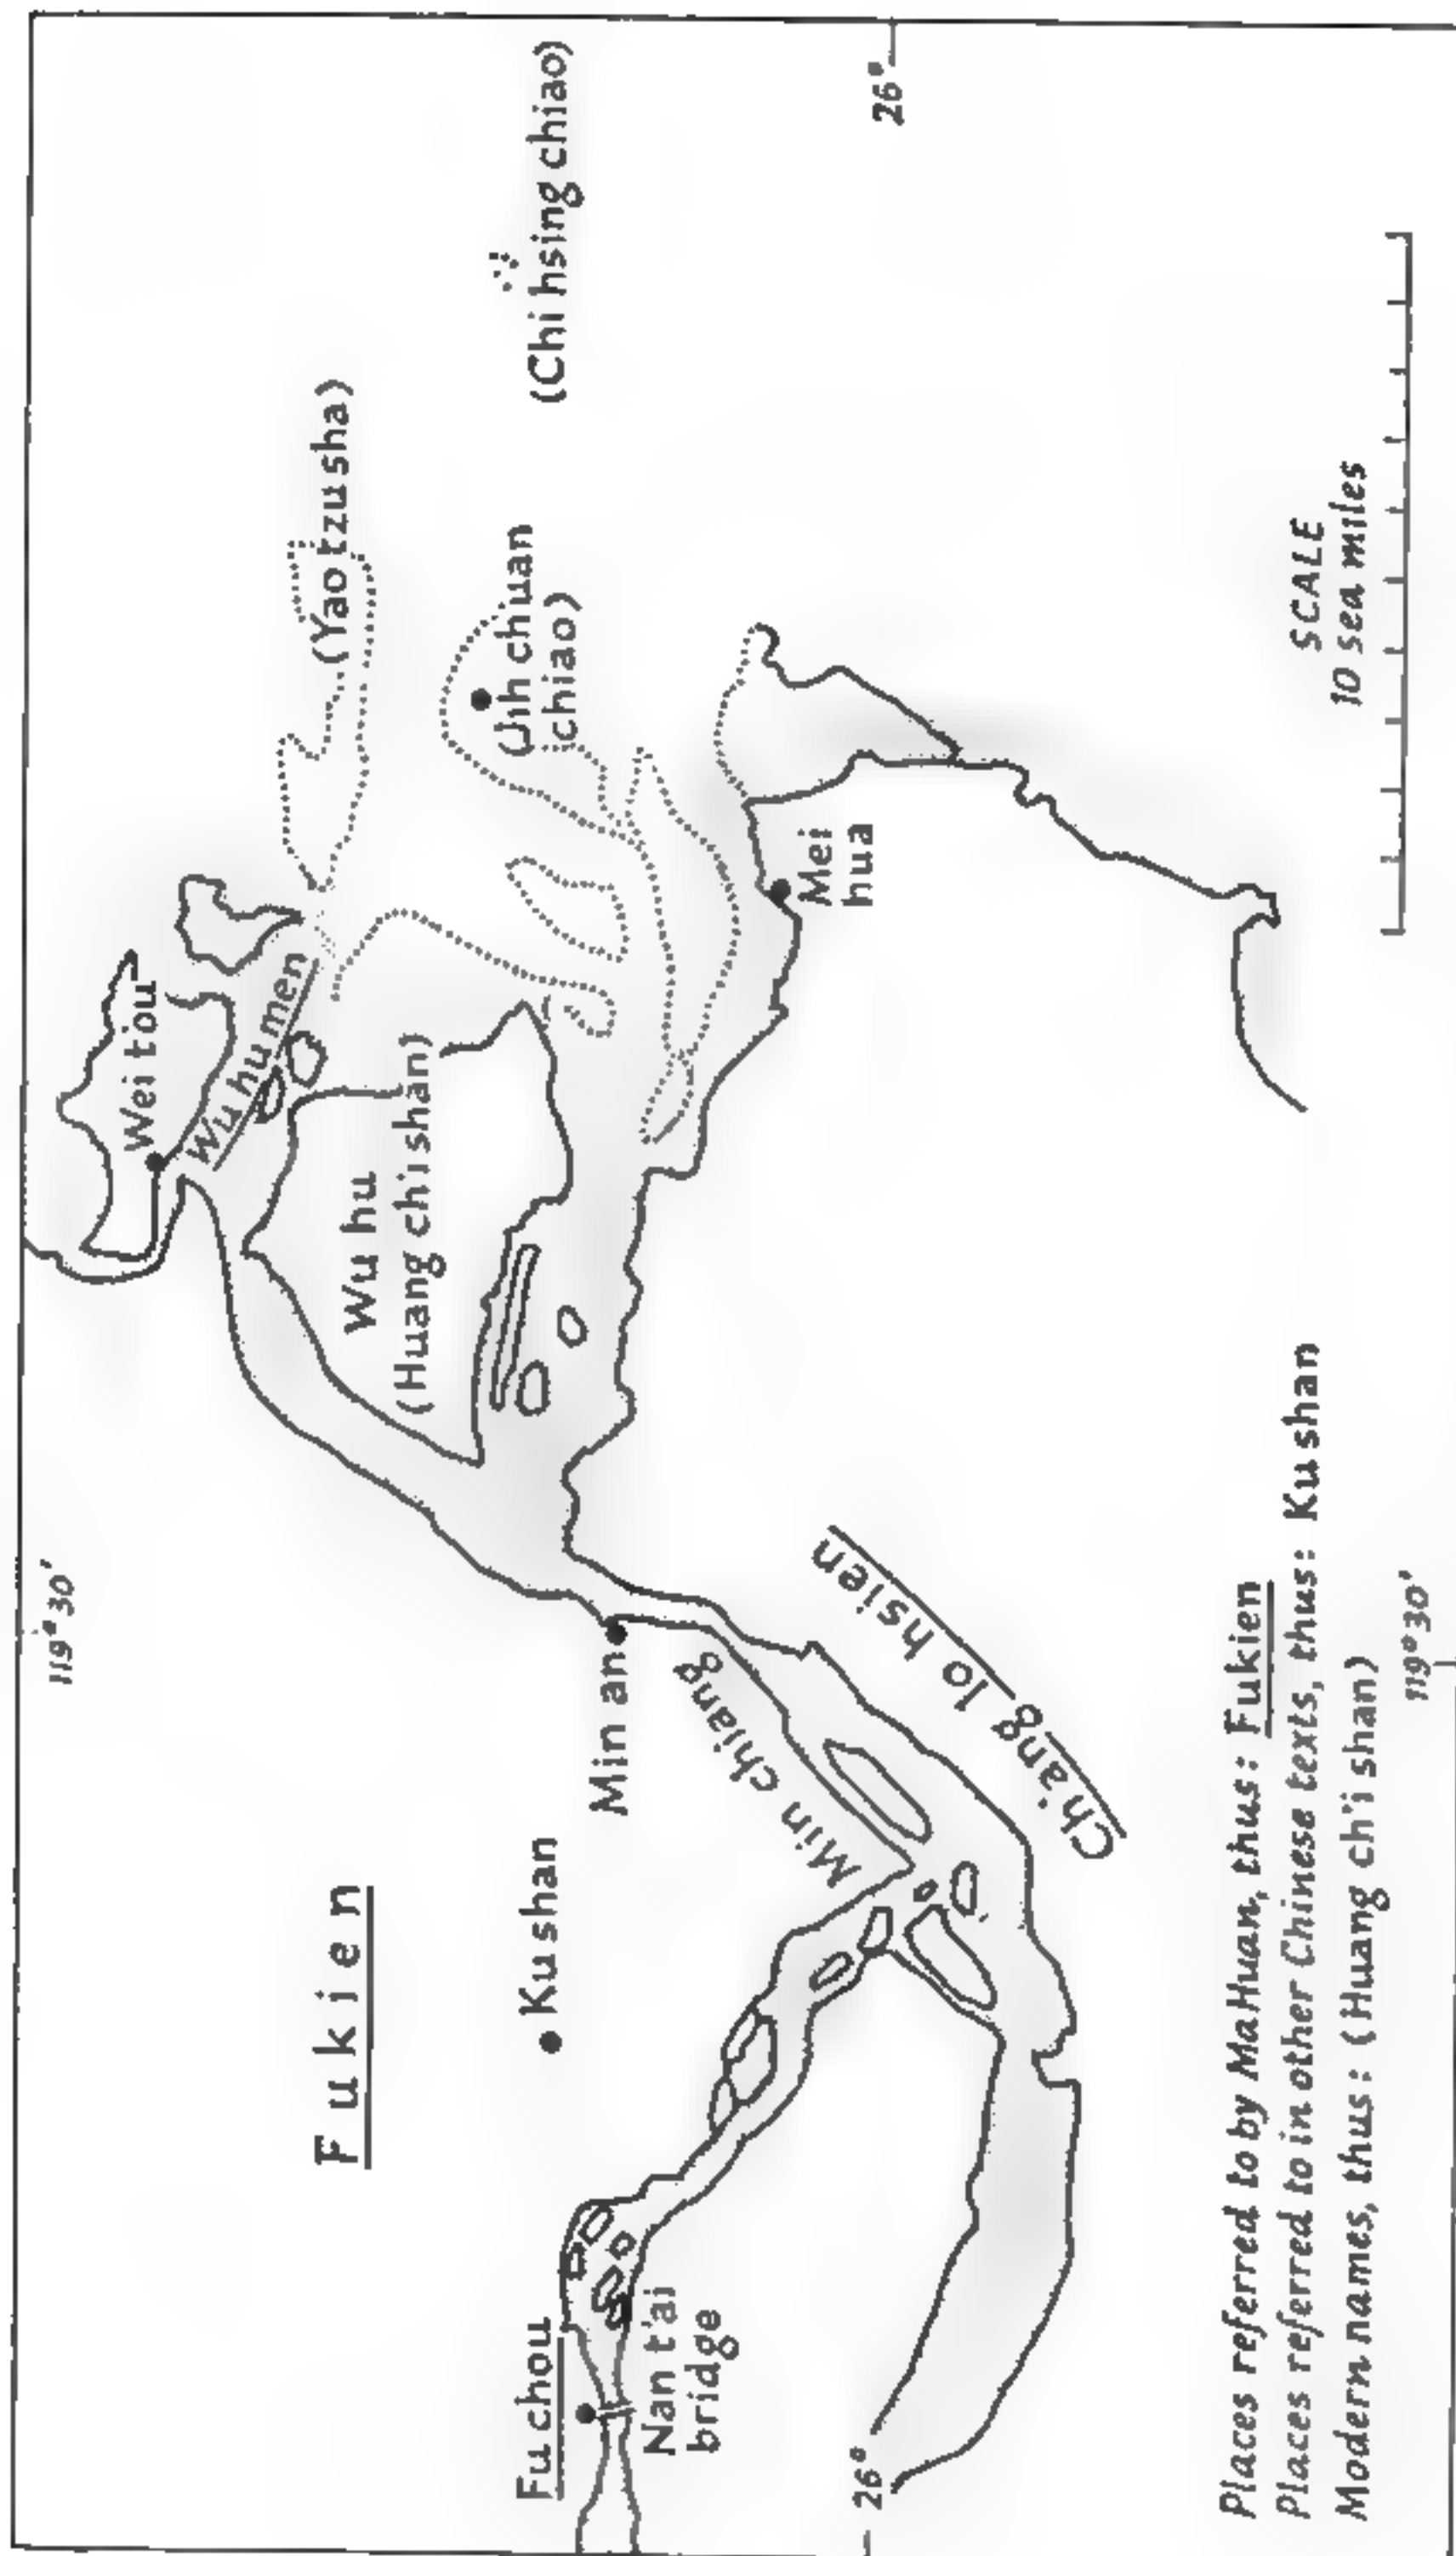 119° 30'
Wei t'ou
Wu hu men
(Yao tzu sha)
Wu hu
(Huang ch'i shan)
(Jih chuan
chiao)
(Chi hsing chiao)
Fukien
Ku shan
Min an
Min chiang
Fu chou
Nan t'ai
bridge
Mei
hua
Ch'ang lo hsien
26°
26°
SCALE
10 sea miles
Places referred to by Ma Huan, thus: Fukien
Places referred to in other Chinese texts, thus: Ku shan
Modern names, thus: (Huang ch'i shan)
119° 30'